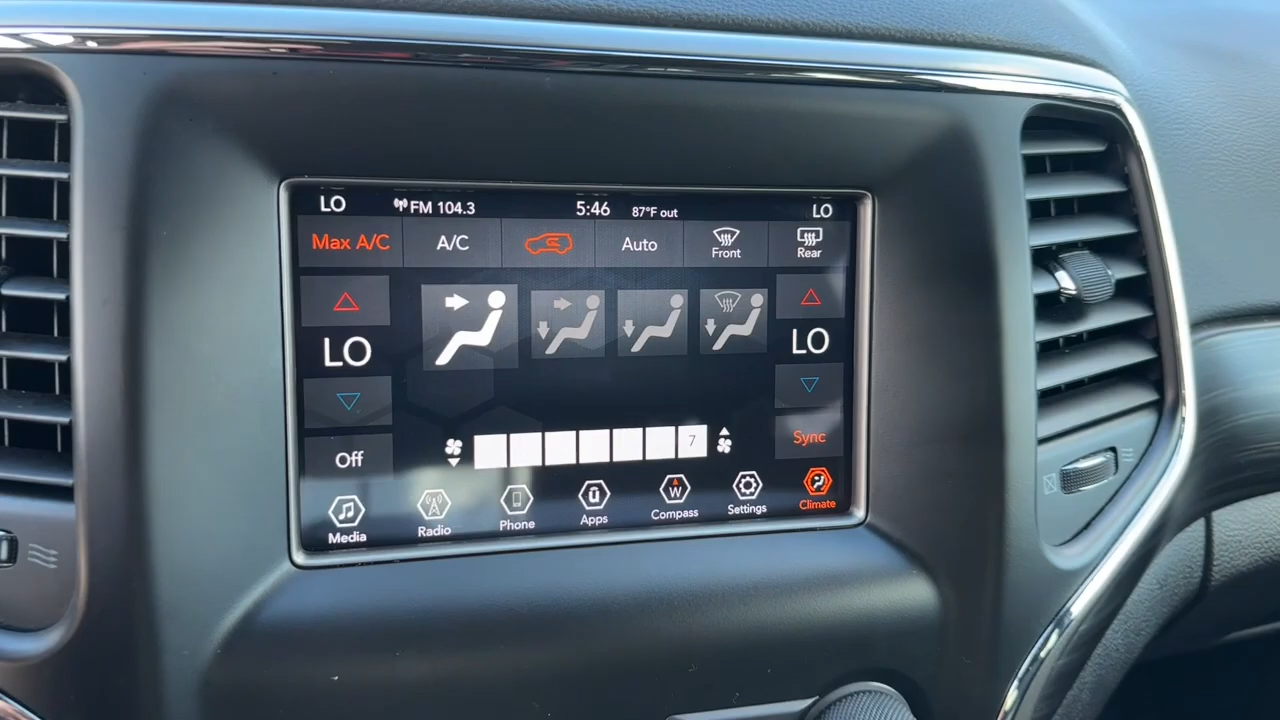 LO FM 104.3 5:46 87°F out LO
Max A/C A/C Auto Front Rear
LO LO
7
Sync
Off
Media Radio Phone Apps Compass Settings Climate
W
ū